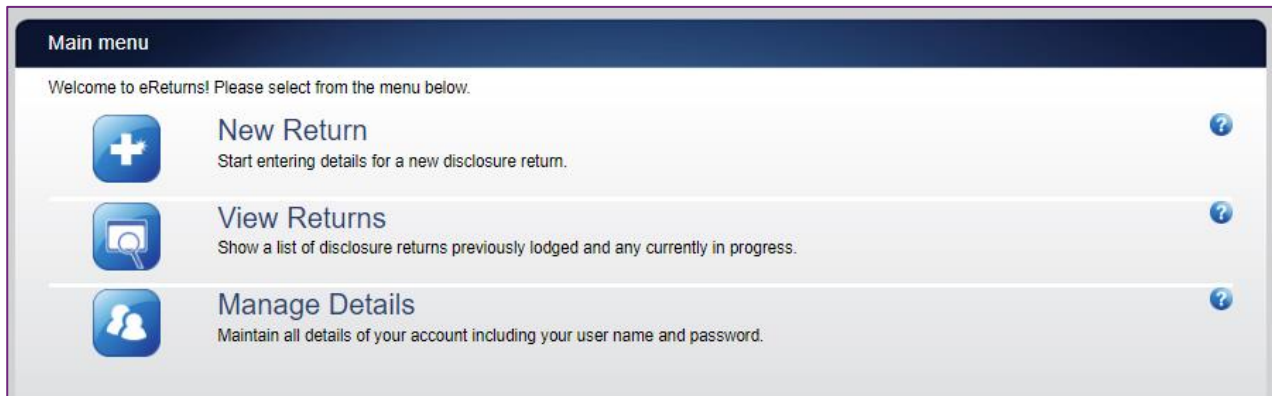 Main menu
Welcome to eReturns! Please select from the menu below.
New Return
Start entering details for a new disclosure return.
View Returns
Show a list of disclosure returns previously lodged and any currently in progress.
Manage Details
Maintain all details of your account including your user name and password.